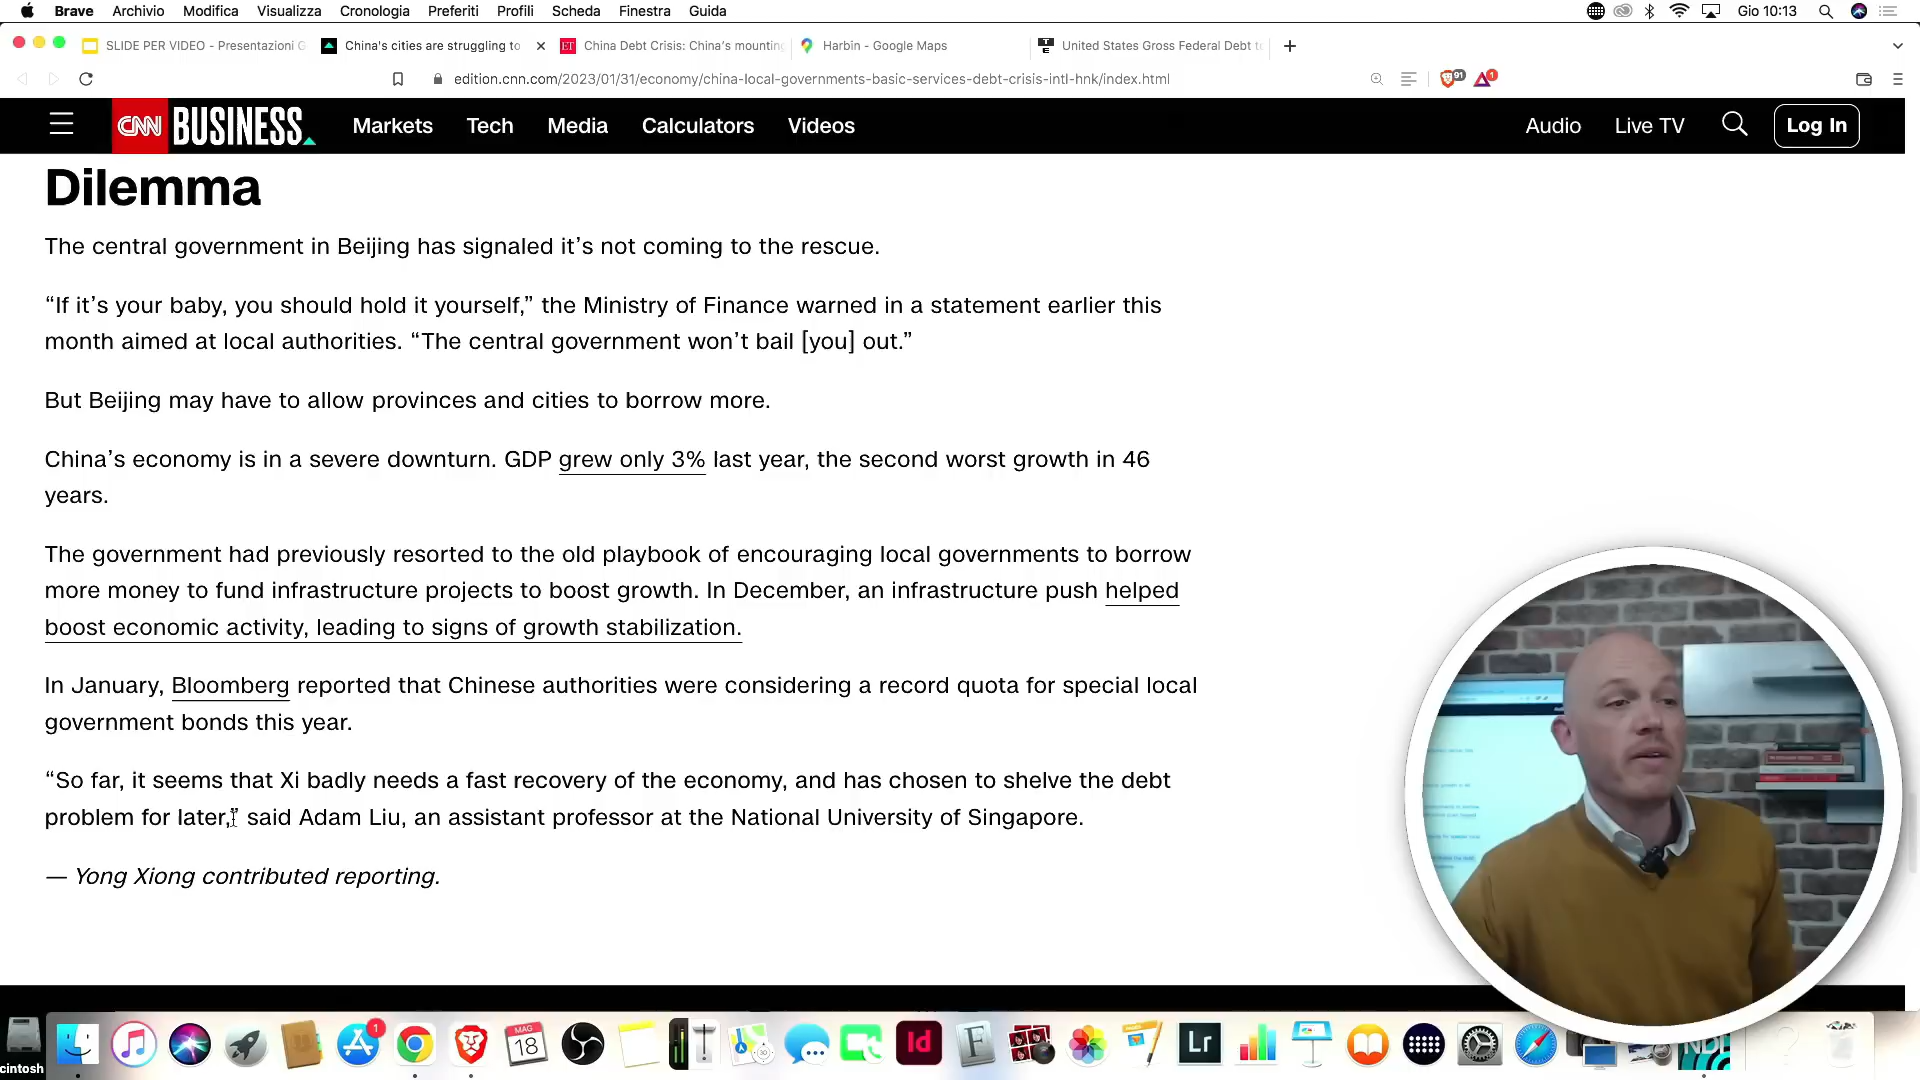 Brave Archivio Modifica Visualizza Cronologia Preferiti Profili Scheda Finestra Guida Gio 10:13
SLIDE PER VIDEO - Presentazioni G China's cities are struggling to ET China Debt Crisis: China's mounting Harbin - Google Maps United States Gross Federal Debt to
edition.cnn.com/2023/01/31/economy/china-local-governments-basic-services-debt-crisis-intl-hnk/index.html 91 1
CNN BUSINESS Markets Tech Media Calculators Videos Audio Live TV Log In
Dilemma
The central government in Beijing has signaled it’s not coming to the rescue.
“If it’s your baby, you should hold it yourself,” the Ministry of Finance warned in a statement earlier this
month aimed at local authorities. “The central government won’t bail [you] out.”
But Beijing may have to allow provinces and cities to borrow more.
China’s economy is in a severe downturn. GDP grew only 3% last year, the second worst growth in 46
years.
The government had previously resorted to the old playbook of encouraging local governments to borrow
more money to fund infrastructure projects to boost growth. In December, an infrastructure push helped
boost economic activity, leading to signs of growth stabilization.
In January, Bloomberg reported that Chinese authorities were considering a record quota for special local
government bonds this year.
“So far, it seems that Xi badly needs a fast recovery of the economy, and has chosen to shelve the debt
problem for later,” said Adam Liu, an assistant professor at the National University of Singapore.
— Yong Xiong contributed reporting.
cintosh
1
MAG
18
Id
F
Lr
NDI